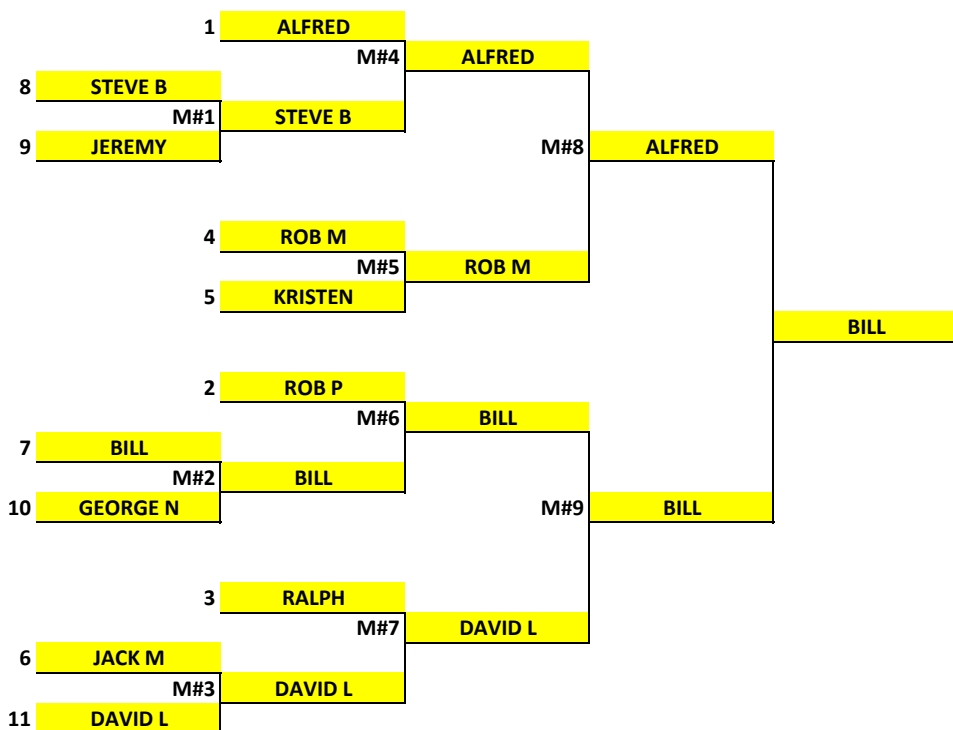 1 ALFRED
M#4 ALFRED
8 STEVE B
M#1 STEVE B
9 JEREMY
M#8 ALFRED
4 ROB M
M#5 ROB M
5 KRISTEN
BILL
2 ROB P
M#6 BILL
7 BILL
M#2 BILL
10 GEORGE N
M#9 BILL
3 RALPH
M#7 DAVID L
6 JACK M
M#3 DAVID L
11 DAVID L